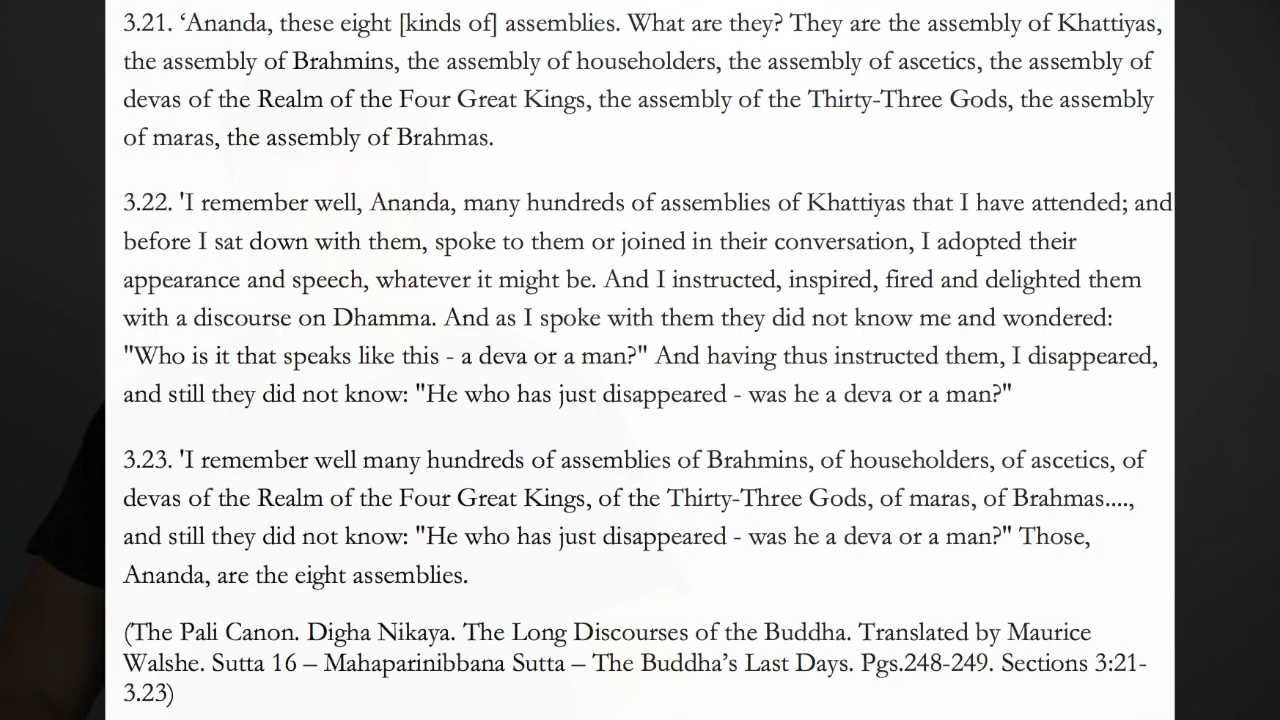 3.21. ‘Ananda, these eight [kinds of] assemblies. What are they? They are the assembly of Khattiyas,
the assembly of Brahmins, the assembly of householders, the assembly of ascetics, the assembly of
devas of the Realm of the Four Great Kings, the assembly of the Thirty-Three Gods, the assembly
of maras, the assembly of Brahmas.
3.22. 'I remember well, Ananda, many hundreds of assemblies of Khattiyas that I have attended; and
before I sat down with them, spoke to them or joined in their conversation, I adopted their
appearance and speech, whatever it might be. And I instructed, inspired, fired and delighted them
with a discourse on Dhamma. And as I spoke with them they did not know me and wondered:
"Who is it that speaks like this - a deva or a man?" And having thus instructed them, I disappeared,
and still they did not know: "He who has just disappeared - was he a deva or a man?"
3.23. 'I remember well many hundreds of assemblies of Brahmins, of householders, of ascetics, of
devas of the Realm of the Four Great Kings, of the Thirty-Three Gods, of maras, of Brahmas....,
and still they did not know: "He who has just disappeared - was he a deva or a man?" Those,
Ananda, are the eight assemblies.
(The Pali Canon. Digha Nikaya. The Long Discourses of the Buddha. Translated by Maurice
Walshe. Sutta 16 – Mahaparinibbana Sutta – The Buddha’s Last Days. Pgs.248-249. Sections 3:21-
3.23)